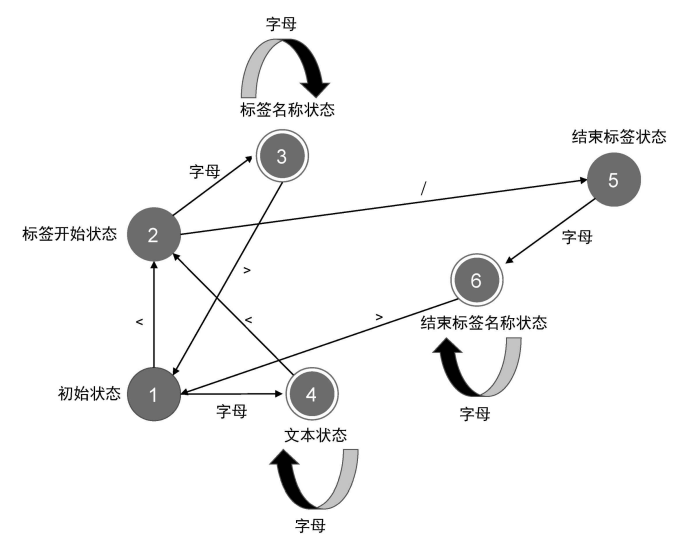 字母
标签名称状态
3
结束标签状态
5
字母
/
标签开始状态
2
字母
>
6
<
<
>
结束标签名称状态
初始状态
1
4
字母
文本状态
字母
字母